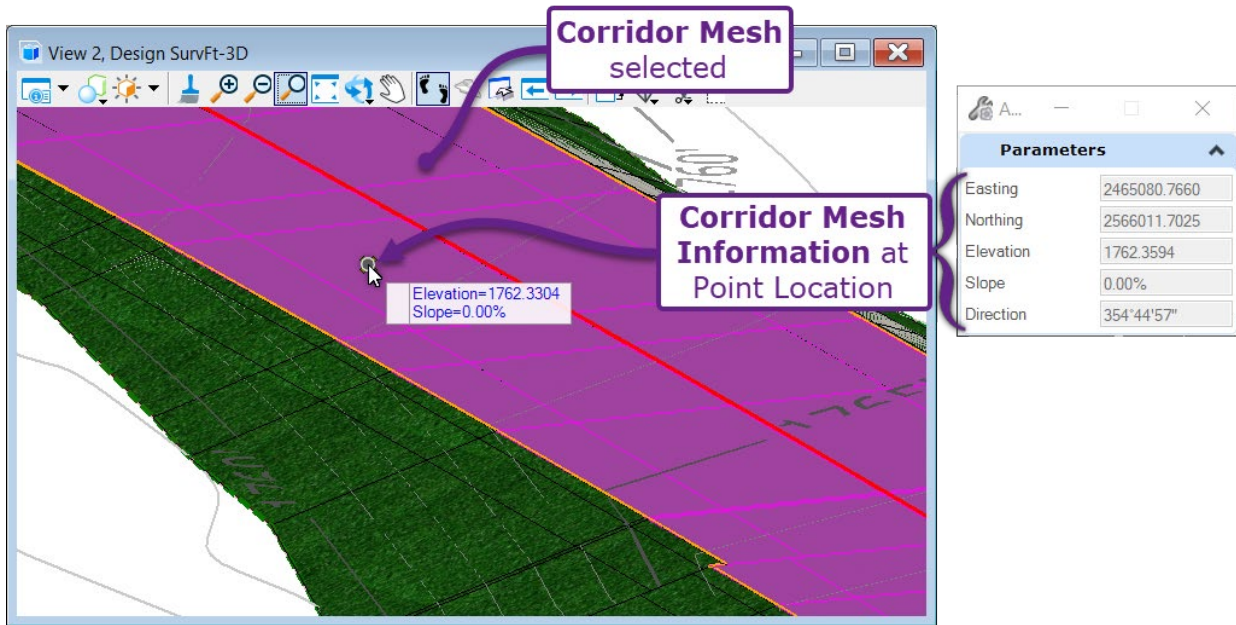 View 2, Design SurvFt-3D
Corridor Mesh
selected
Corridor Mesh
Information at
Point Location
Elevation=1762.3304
Slope=0.00%
A...
Parameters
Easting 2465080.7660
Northing 2566011.7025
Elevation 1762.3594
Slope 0.00%
Direction 354°44'57"